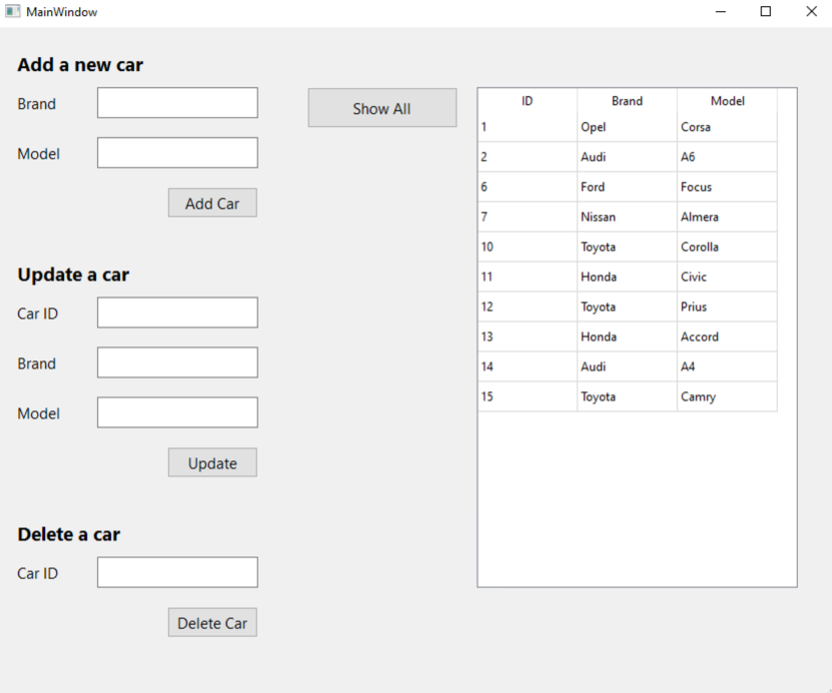 MainWindow
Add a new car
Brand
Model
Add Car
Update a car
Car ID
Brand
Model
Update
Delete a car
Car ID
Delete Car
Show All
ID Brand Model
1 Opel Corsa
2 Audi A6
6 Ford Focus
7 Nissan Almera
10 Toyota Corolla
11 Honda Civic
12 Toyota Prius
13 Honda Accord
14 Audi A4
15 Toyota Camry